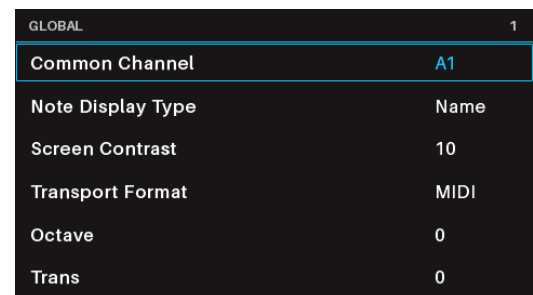 GLOBAL 1
Common Channel A1
Note Display Type Name
Screen Contrast 10
Transport Format MIDI
Octave 0
Trans 0